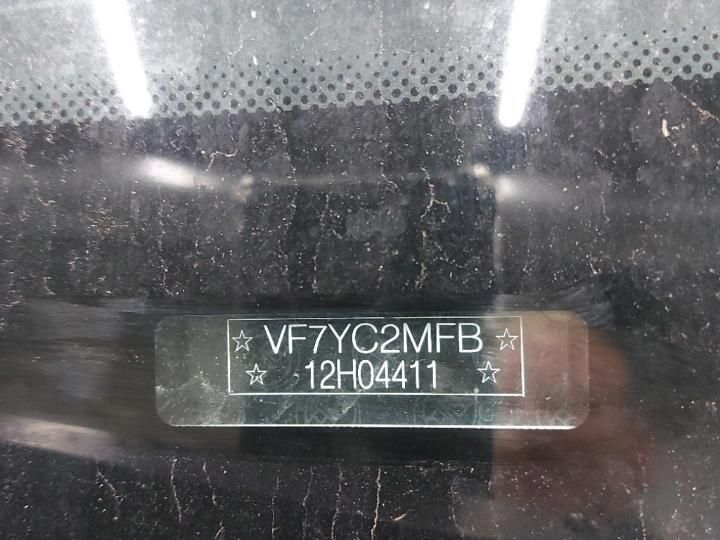 ☆ VF7YC2MFB ☆
☆ 12H04411 ☆